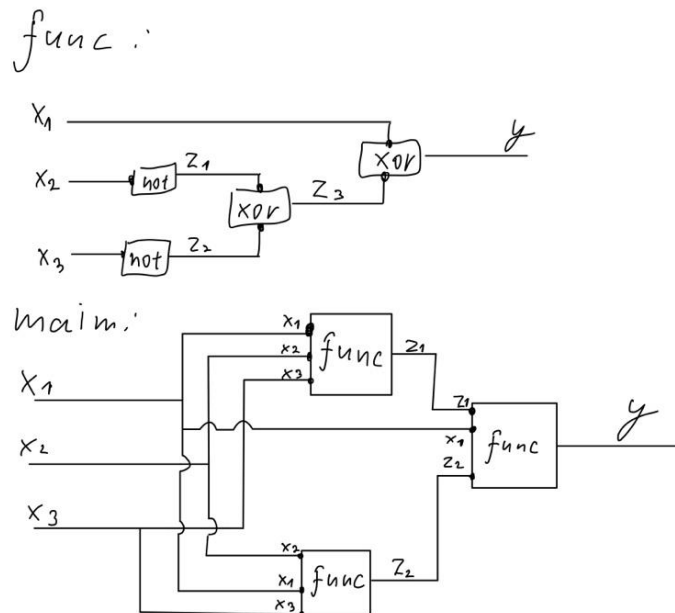 func:
x1
y
xor
x2
not
z1
xor
z3
x3
not
z2
maim:
x1
func
z1
x2
x3
x1
z1
x1
func
y
x2
z2
x3
x2
func
z2
x1
x3